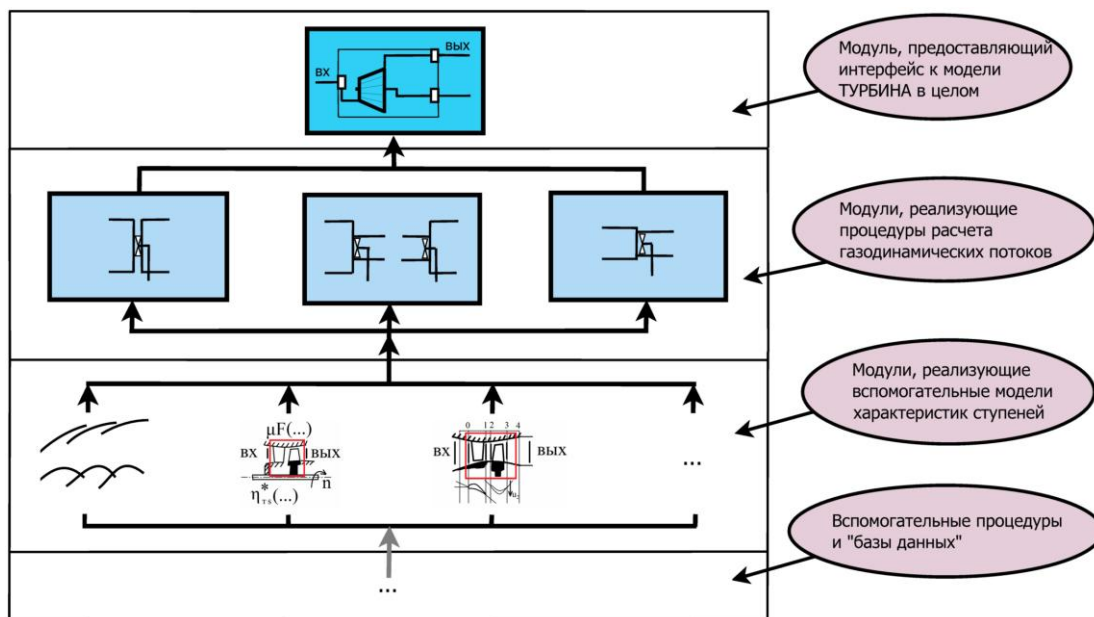 ВХ
ВЫХ
Модуль, предоставляющий
интерфейс к модели
ТУРБИНА в целом
Модули, реализующие
процедуры расчета
газодинамических потоков
Модули, реализующие
вспомогательные модели
характеристик ступеней
μF(...)
ВХ ВЫХ
n
η*TS(...)
0 1 2 3 4
ВХ ВЫХ
...
Вспомогательные процедуры
и "базы данных"
...